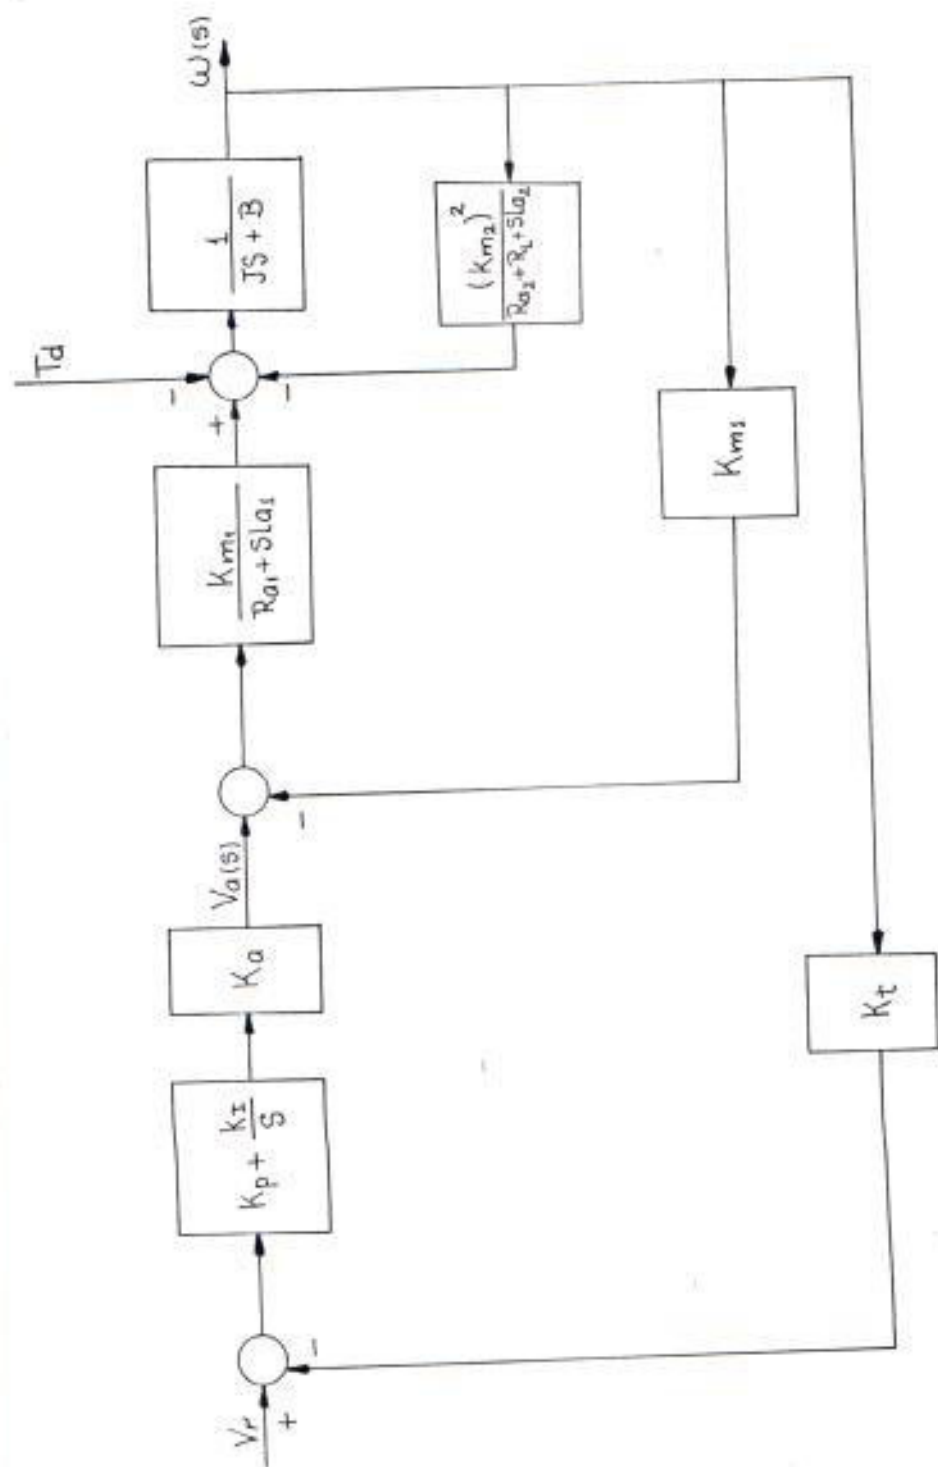 Vr
+
-
Kp + KI
S
Ka
Va(s)
-
Km1
Ra1 + SLa1
+
-
-
Td
1
JS + B
ω(s)
(Km2)²
Ra2 + RL + SLa2
Km1
Kt